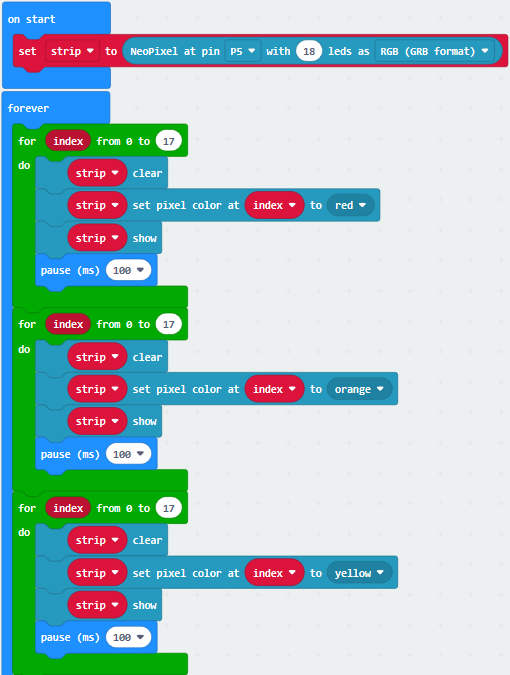 on start
set strip to NeoPixel at pin P5 with 18 leds as RGB (GRB format)
forever
for index from 0 to 17
do
strip clear
strip set pixel color at index to red
strip show
pause (ms) 100
for index from 0 to 17
do
strip clear
strip set pixel color at index to orange
strip show
pause (ms) 100
for index from 0 to 17
do
strip clear
strip set pixel color at index to yellow
strip show
pause (ms) 100